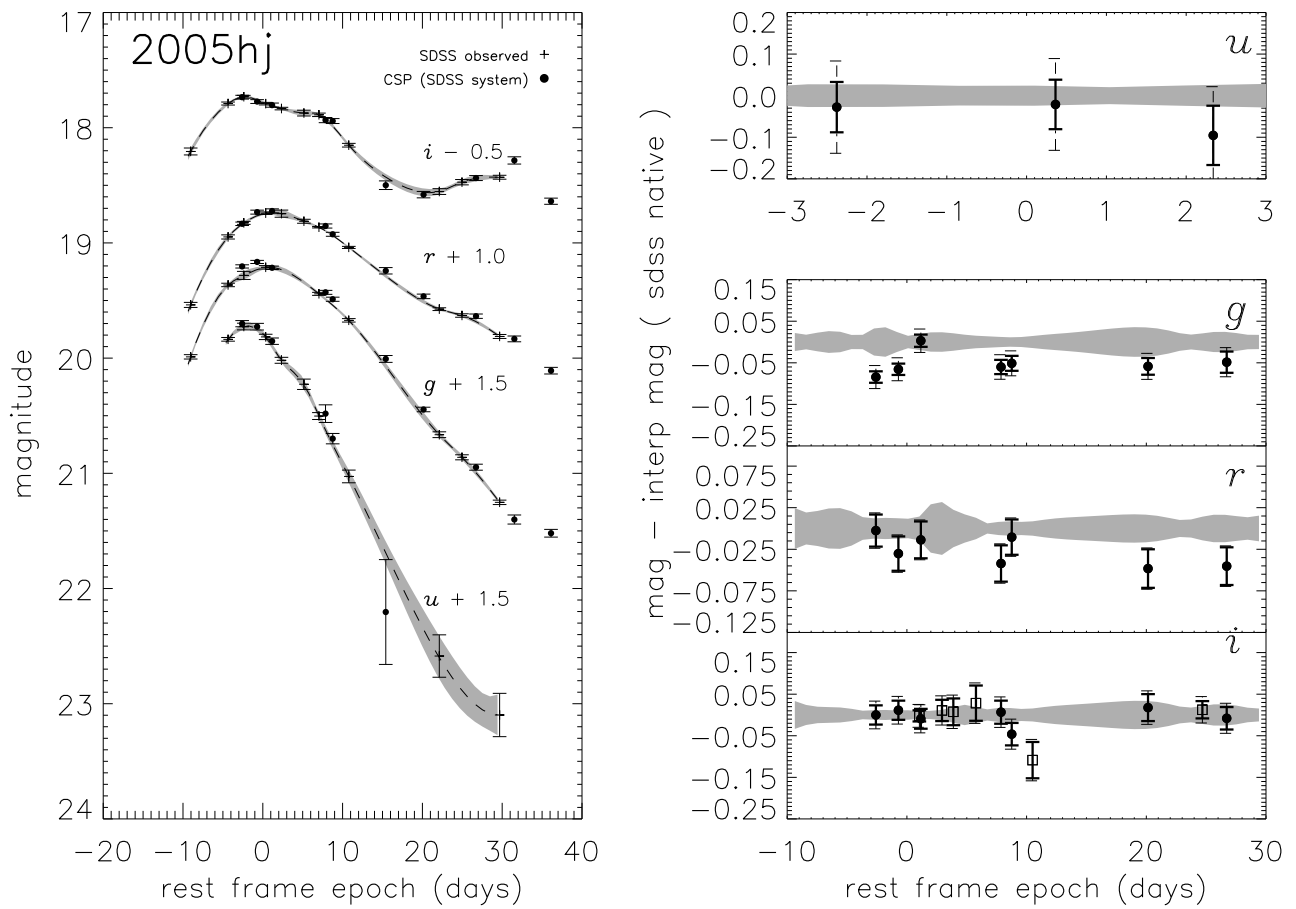 2005hj
SDSS observed +
CSP (SDSS system) ●
i − 0.5
r + 1.0
g + 1.5
u + 1.5
magnitude
17
18
19
20
21
22
23
24
−20 −10 0 10 20 30 40
rest frame epoch (days)
mag − interp mag ( sdss native)
u
0.2
0.1
0.0
−0.1
−0.2
−3 −2 −1 0 1 2 3
g
0.15
0.05
−0.05
−0.15
−0.25
r
0.075
0.025
−0.025
−0.075
−0.125
i
0.15
0.05
−0.05
−0.15
−0.25
−10 0 10 20 30
rest frame epoch (days)